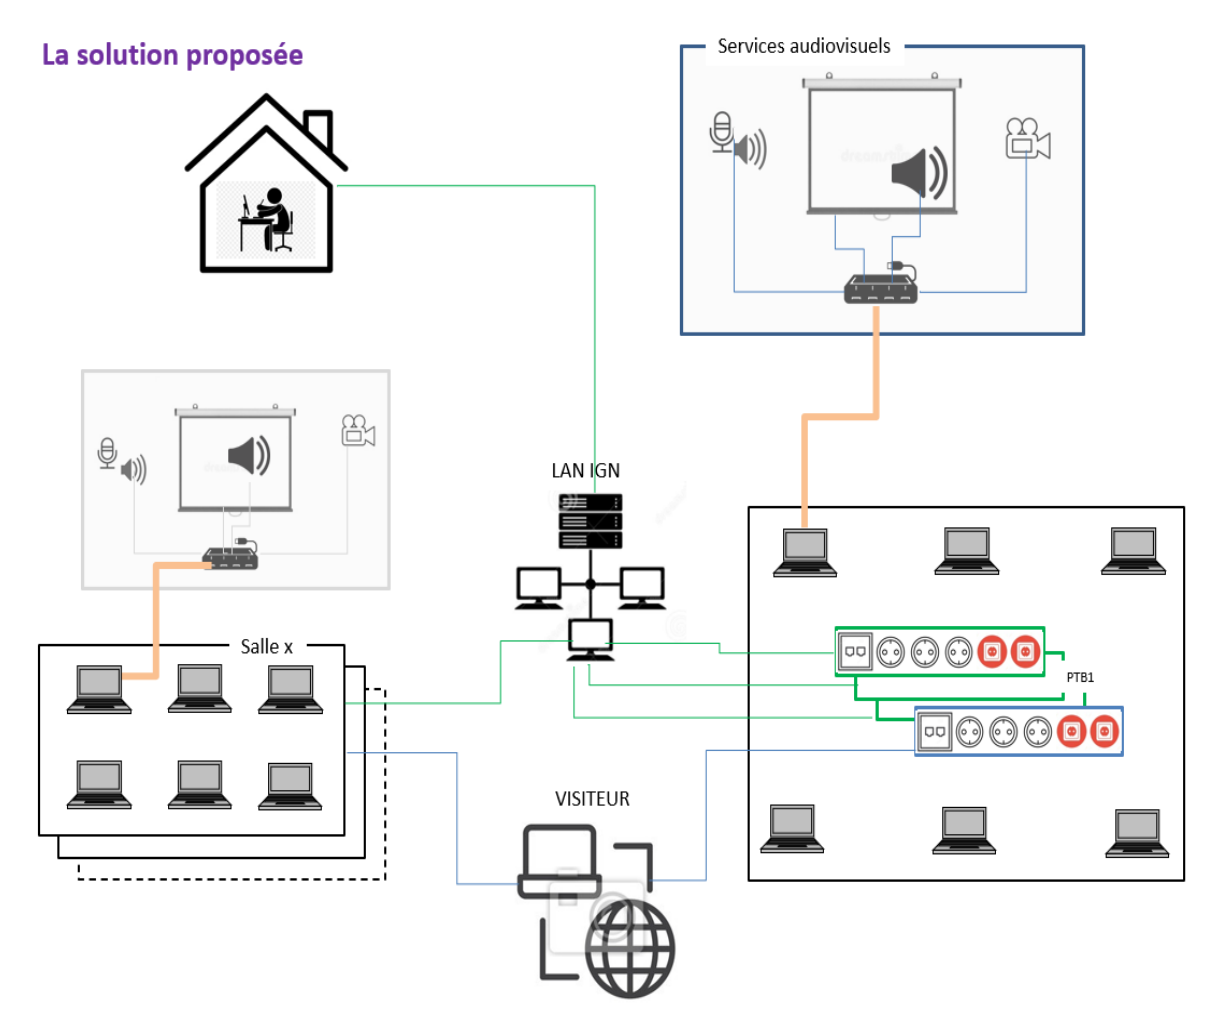 La solution proposée
Services audiovisuels
LAN IGN
Salle x
PTB1
VISITEUR